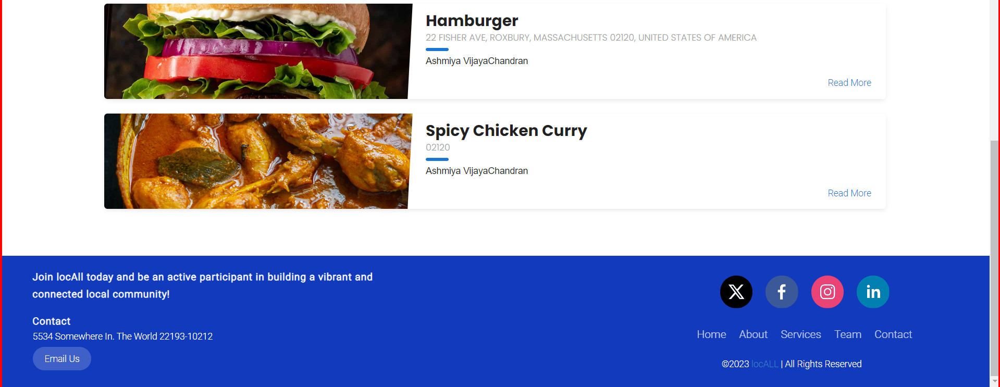 Hamburger
22 FISHER AVE, ROXBURY, MASSACHUSETTS 02120, UNITED STATES OF AMERICA
Ashmiya VijayaChandran
Read More
Spicy Chicken Curry
02120
Ashmiya VijayaChandran
Read More
Join locAll today and be an active participant in building a vibrant and
connected local community!
Contact
5534 Somewhere In. The World 22193-10212
Email Us
Home About Services Team Contact
©2023 locALL | All Rights Reserved